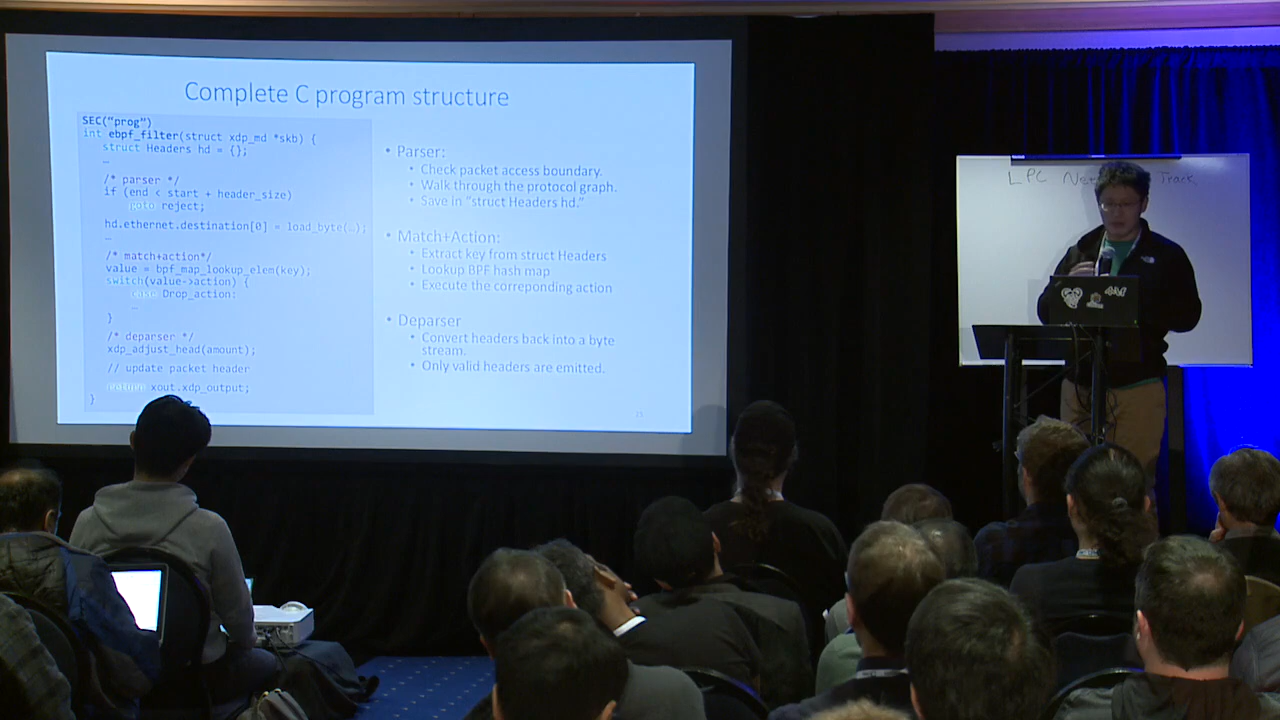 Complete C program structure
SEC("prog")
int ebpf_filter(struct xdp_md *skb) {
struct Headers hd = {};
…
/* parser */
if (end < start + header_size)
goto reject;
hd.ethernet.destination[0] = load_byte(…);
…
/* match+action*/
value = bpf_map_lookup_elem(key);
switch(value->action) {
case Drop_action:
…
}
/* deparser */
xdp_adjust_head(amount);
// update packet header
return xout.xdp_output;
}
• Parser:
• Check packet access boundary.
• Walk through the protocol graph.
• Save in "struct Headers hd."
• Match+Action:
• Extract key from struct Headers
• Lookup BPF hash map
• Execute the correponding action
• Deparser
• Convert headers back into a byte
stream.
• Only valid headers are emitted.
15
LPC Net Track